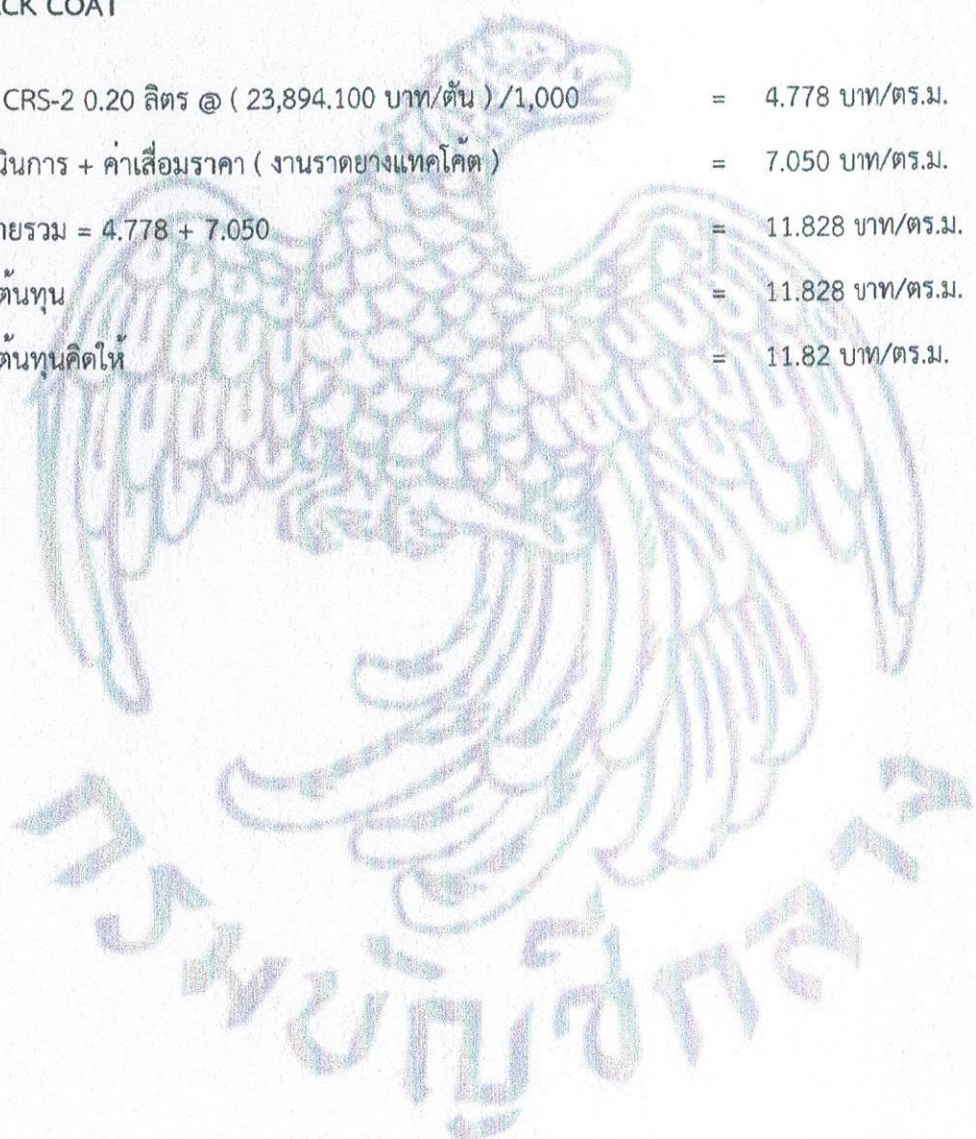 CK COAT
CRS-2 0.20 ลิตร @ ( 23,894.100 บาท/ตัน ) /1,000 = 4.778 บาท/ตร.ม.
นินการ + ค่าเสื่อมราคา ( งานราดยางแทคโค้ต ) = 7.050 บาท/ตร.ม.
ายรวม = 4.778 + 7.050 = 11.828 บาท/ตร.ม.
ต้นทุน = 11.828 บาท/ตร.ม.
ต้นทุนคิดให้ = 11.82 บาท/ตร.ม.
กรมบัญชีกลาง